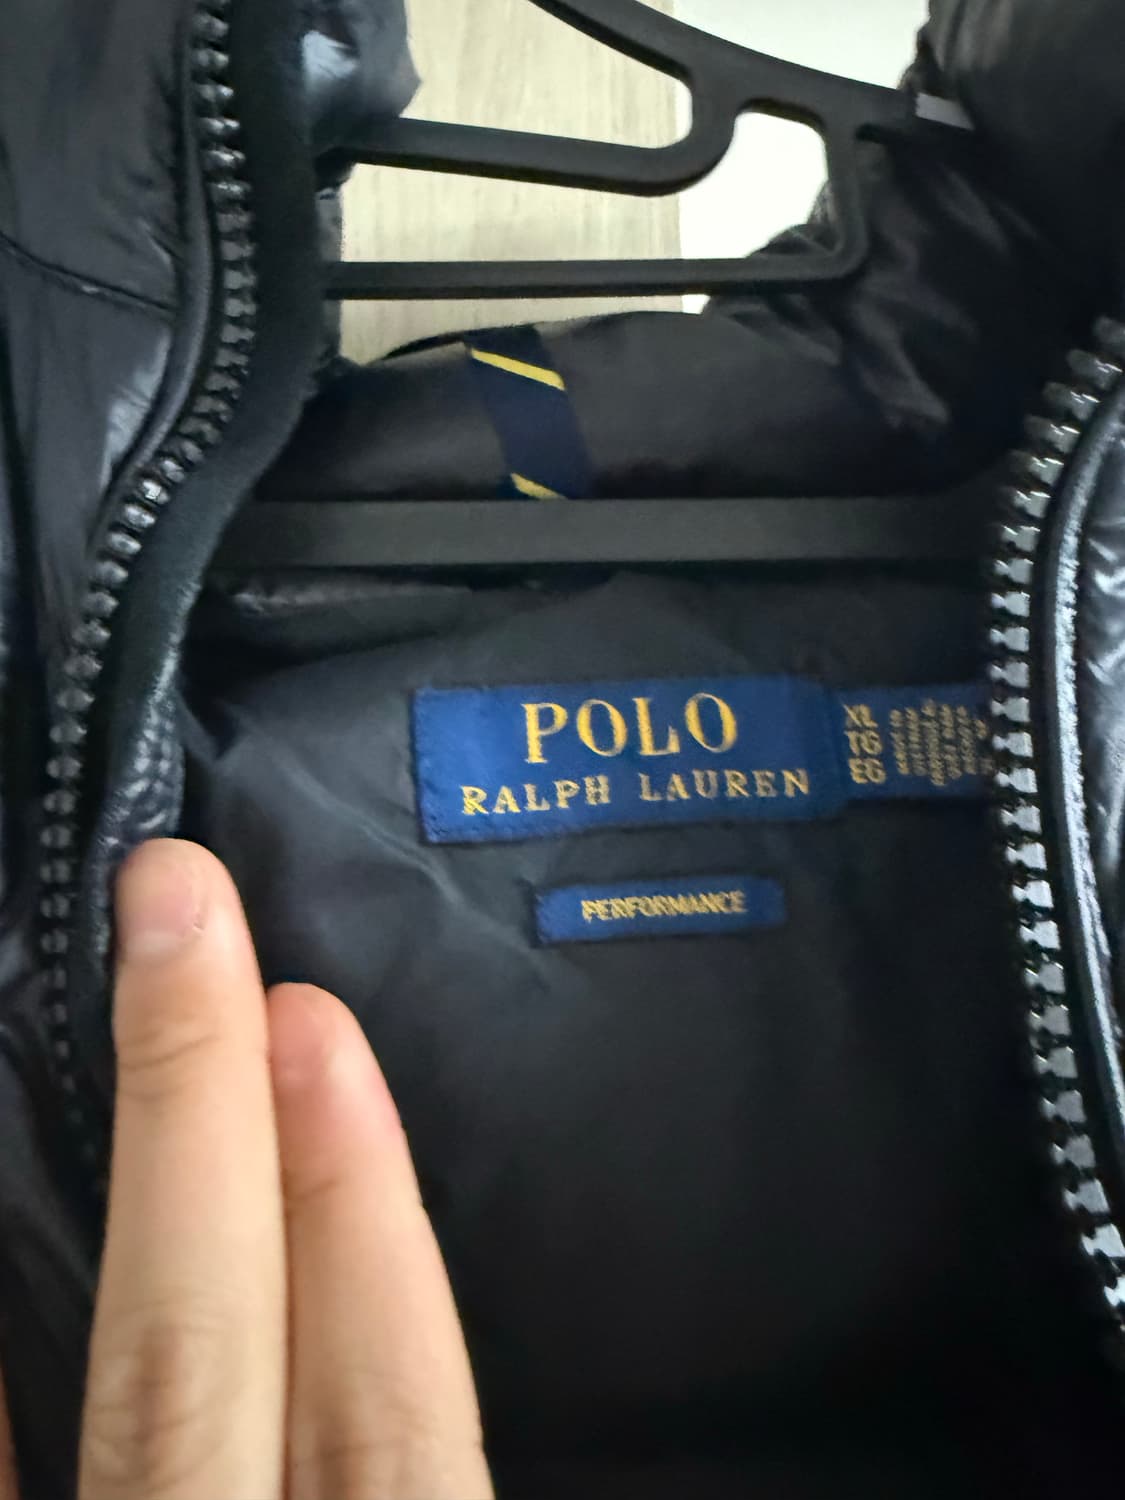 POLO
RALPH LAUREN
XL
TG
EG
PERFORMANCE